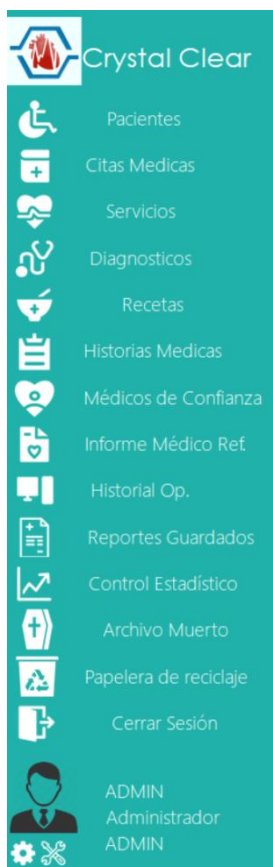 Crystal Clear
Pacientes
Citas Medicas
Servicios
Diagnosticos
Recetas
Historias Medicas
Médicos de Confianza
Informe Médico Ref.
Historial Op.
Reportes Guardados
Control Estadístico
Archivo Muerto
Papelera de reciclaje
Cerrar Sesión
ADMIN
Administrador
ADMIN